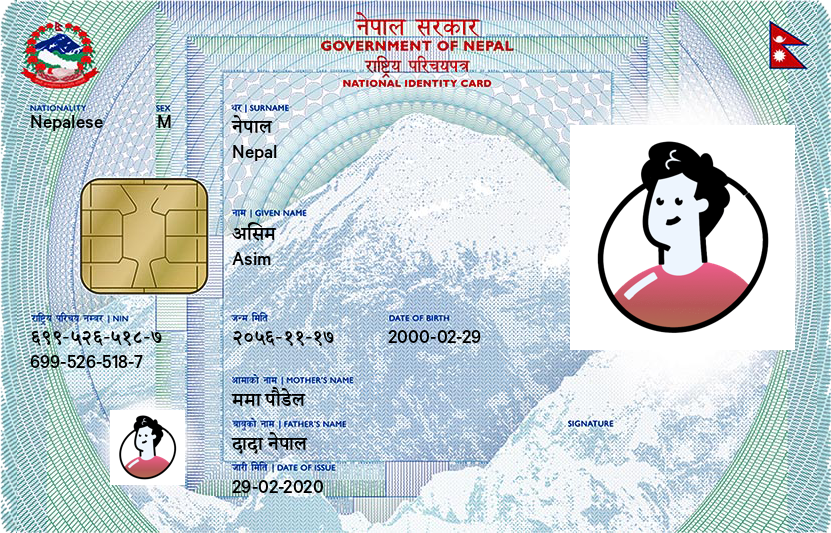 नेपाल सरकार
GOVERNMENT OF NEPAL
राष्ट्रिय परिचयपत्र
NATIONAL IDENTITY CARD
NATIONALITY
Nepalese
SEX
M
थर | SURNAME
नेपाल
Nepal
नाम | GIVEN NAME
असिम
Asim
राष्ट्रिय परिचय नम्बर | NIN
६९९-५२६-५१८-७
699-526-518-7
जन्म मिति
२०५६-११-१७
DATE OF BIRTH
2000-02-29
आमाको नाम | MOTHER'S NAME
ममा पौडेल
बाबुको नाम | FATHER'S NAME
दादा नेपाल
जारी मिति | DATE OF ISSUE
29-02-2020
SIGNATURE